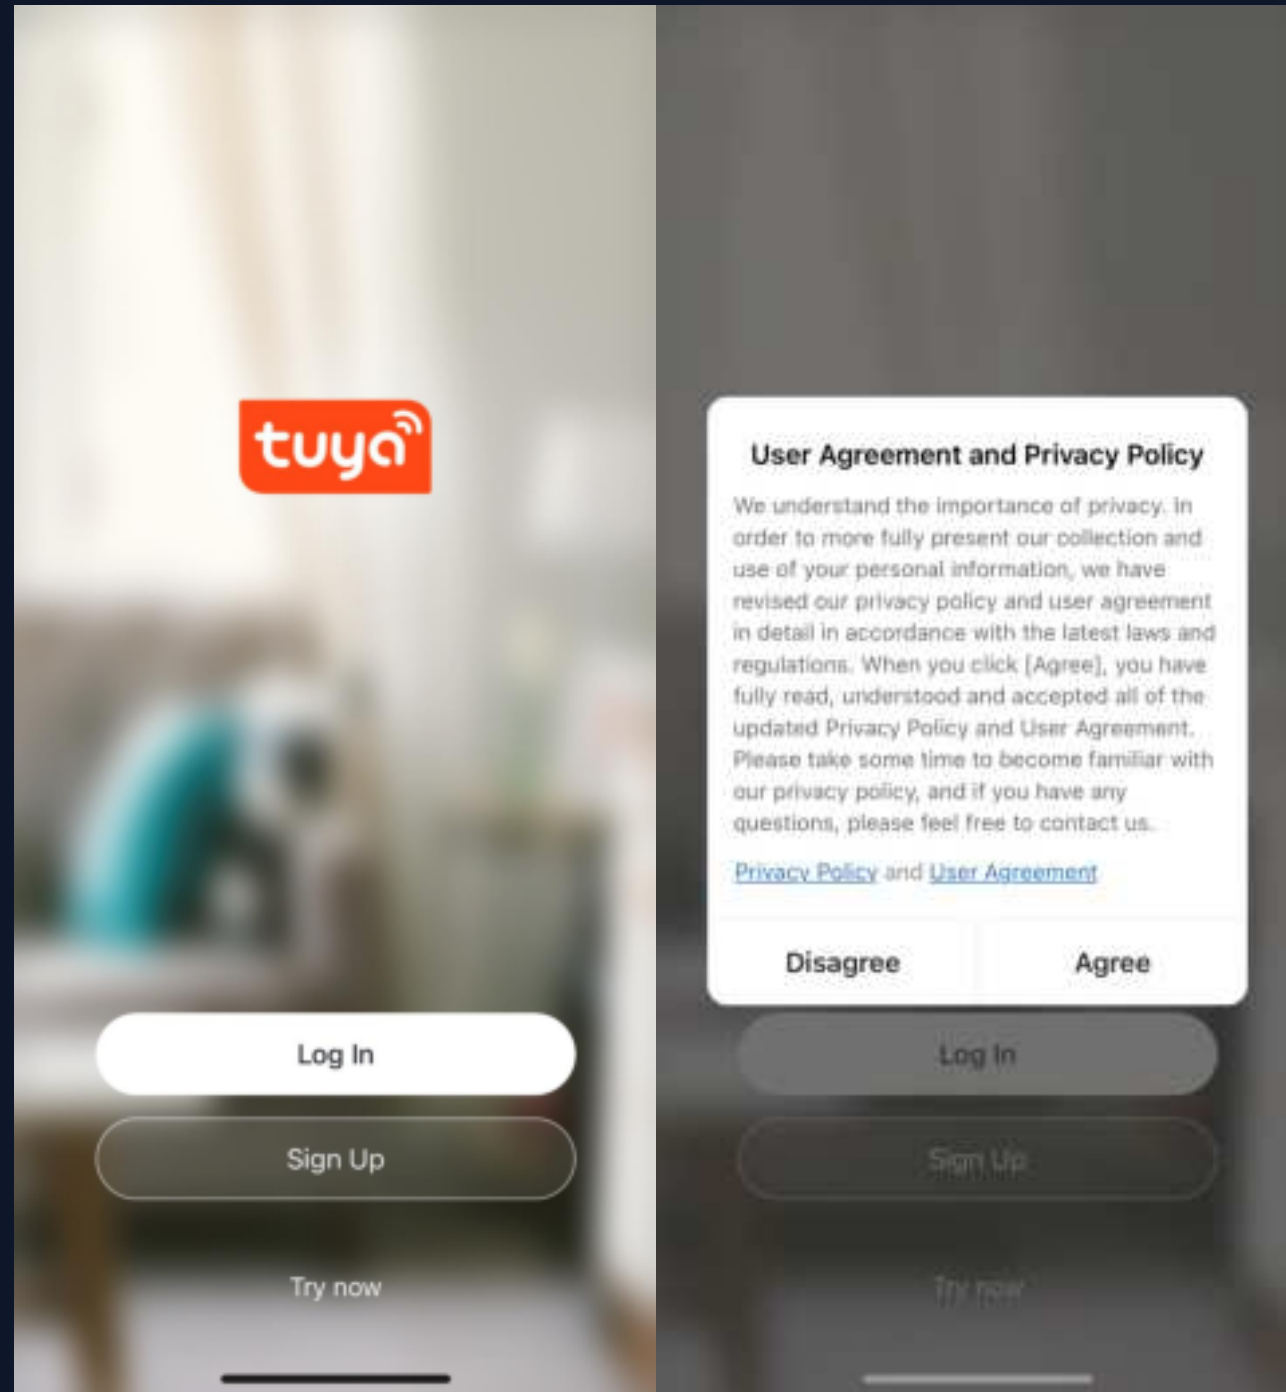 tuya
Log In
Sign Up
Try now
User Agreement and Privacy Policy
We understand the importance of privacy. In
order to more fully present our collection and
use of your personal information, we have
revised our privacy policy and user agreement
in detail in accordance with the latest laws and
regulations. When you click [Agree], you have
fully read, understood and accepted all of the
updated Privacy Policy and User Agreement.
Please take some time to become familiar with
our privacy policy, and if you have any
questions, please feel free to contact us.
Privacy Policy and User Agreement
Disagree
Agree
Log In
Sign Up
Try now